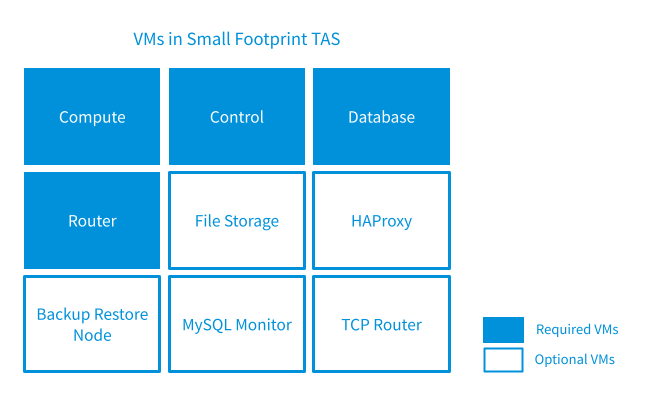 VMs in Small Footprint TAS
Compute
Control
Database
Router
File Storage
HAProxy
Backup Restore
Node
MySQL Monitor
TCP Router
Required VMs
Optional VMs